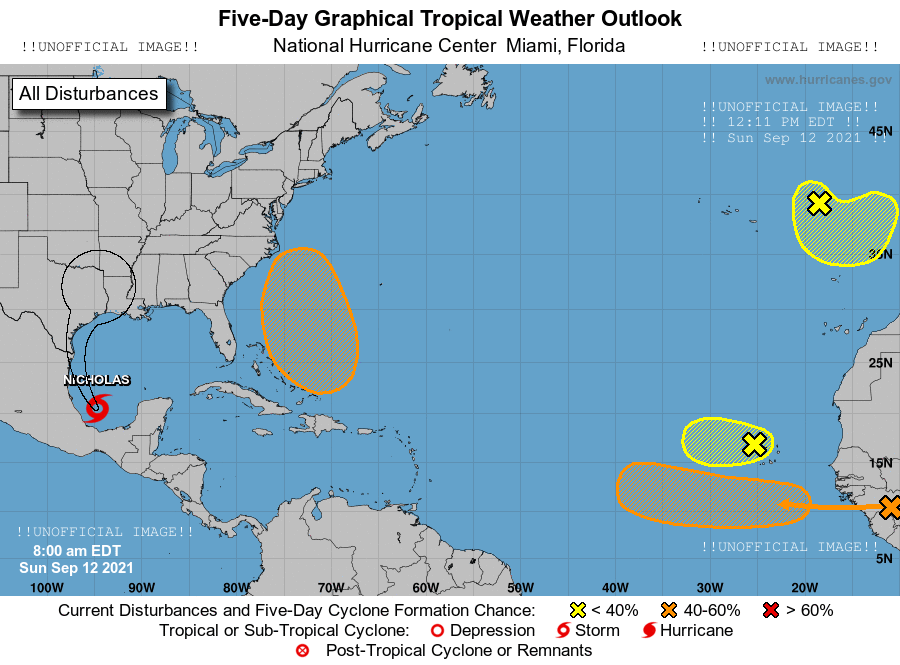 Five-Day Graphical Tropical Weather Outlook
!!UNOFFICIAL IMAGE!! National Hurricane Center Miami, Florida !!UNOFFICIAL IMAGE!!
www.hurricanes.gov
All Disturbances
!!UNOFFICIAL IMAGE!!
!! 12:11 PM EDT !!
45N
!! Sun Sep 12 2021 !!
35N
25N
NICHOLAS
15N
!!UNOFFICIAL IMAGE!!
8:00 am EDT
!!UNOFFICIAL IMAGE!!
5N
Sun Sep 12 2021
100W 90W 80W 70W 60W 50W 40W 30W 20W
Current Disturbances and Five-Day Cyclone Formation Chance: < 40% 40-60% > 60%
Tropical or Sub-Tropical Cyclone: Depression Storm Hurricane
Post-Tropical Cyclone or Remnants